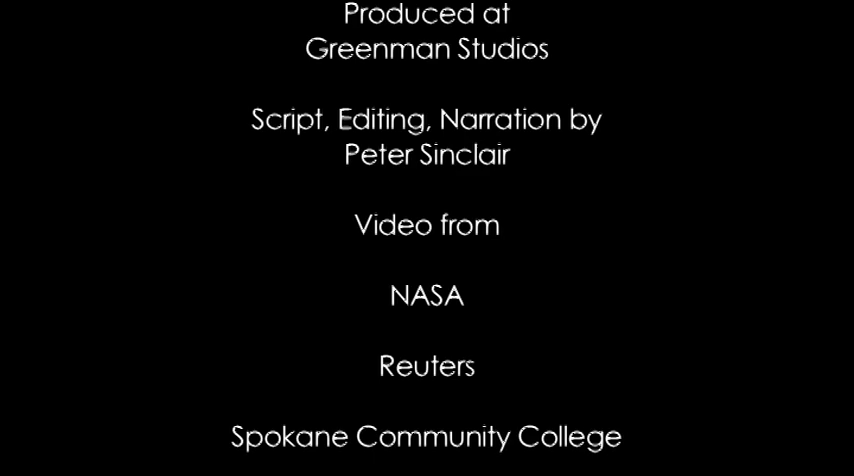 Produced at
Greenman Studios
Script, Editing, Narration by
Peter Sinclair
Video from
NASA
Reuters
Spokane Community College